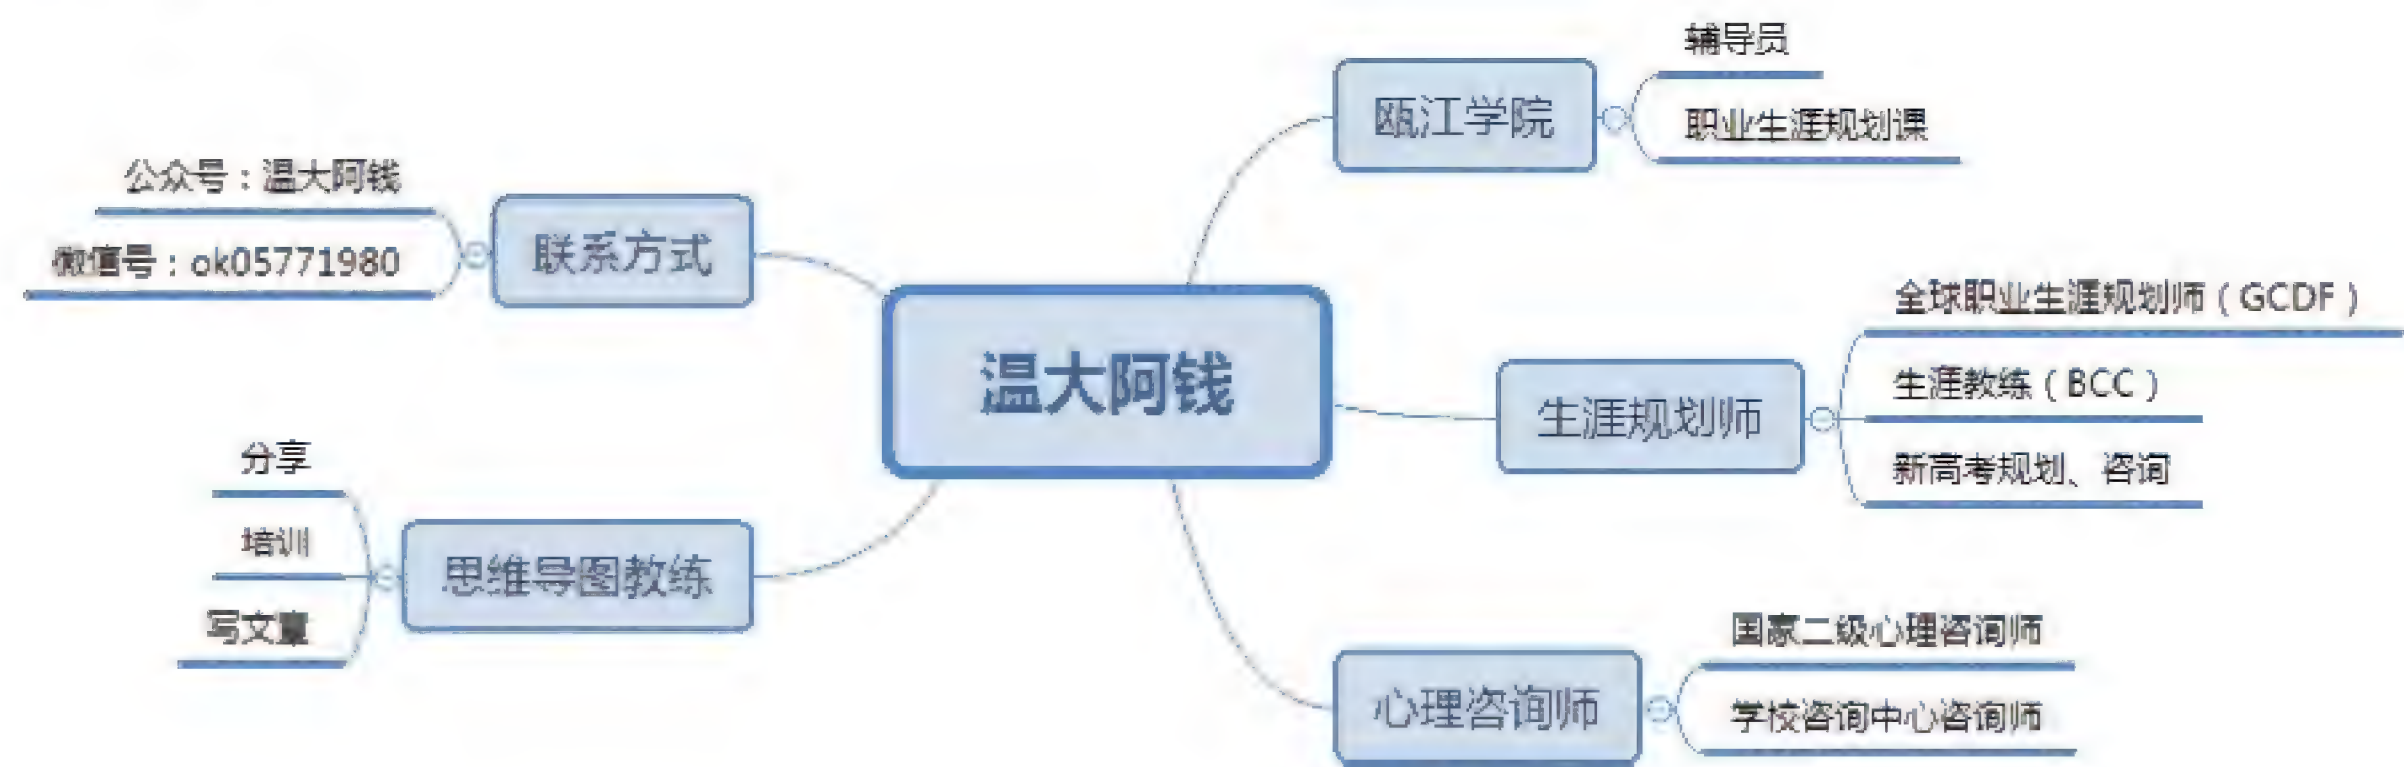 温大阿钱
瓯江学院
辅导员
职业生涯规划课
生涯规划师
全球职业生涯规划师（GCDF）
生涯教练（BCC）
新高考规划、咨询
心理咨询师
国家二级心理咨询师
学校咨询中心咨询师
思维导图教练
分享
培训
写文章
联系方式
公众号：温大阿钱
微信号：ok05771980